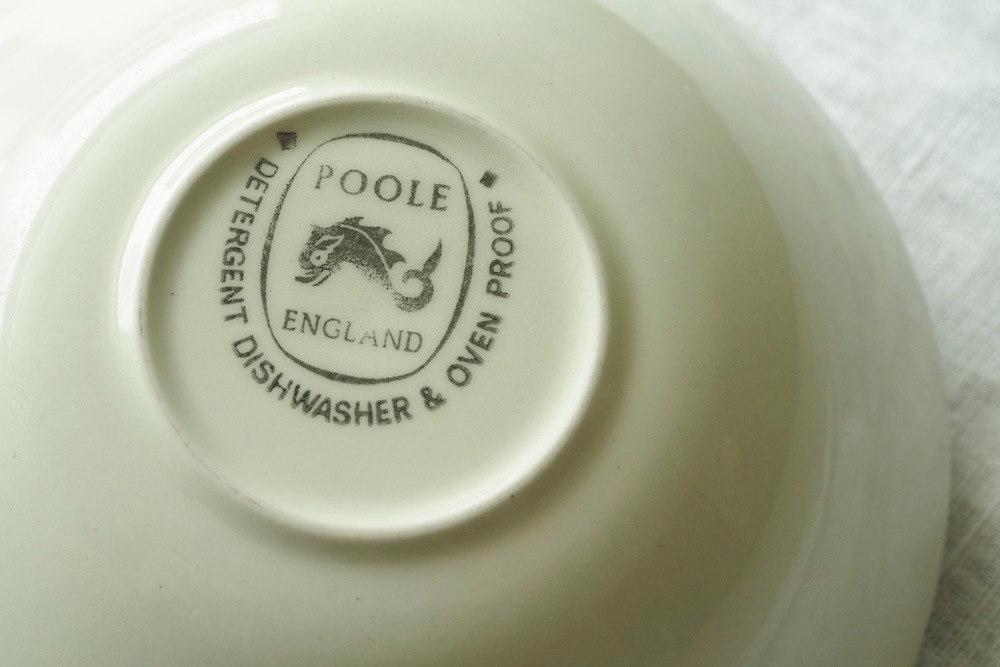 POOLE
ENGLAND
DETERGENT DISHWASHER & OVEN PROOF